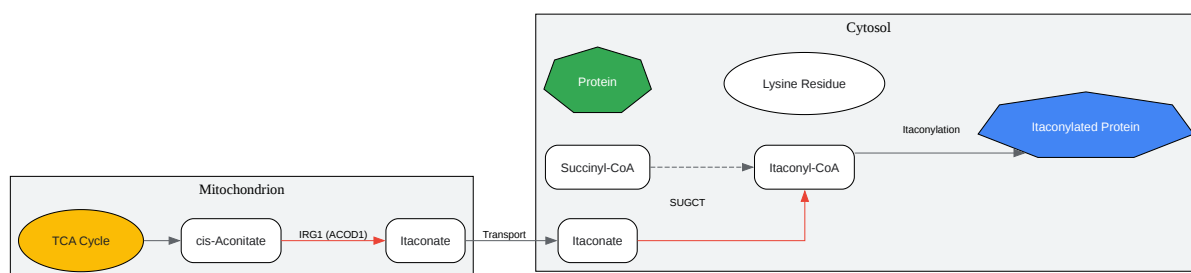 Cytosol
Protein
Lysine Residue
Itaconylation
Itaconylated Protein
Succinyl-CoA
Itaconyl-CoA
SUGCT
Mitochondrion
TCA Cycle
cis-Aconitate
IRG1 (ACOD1)
Itaconate
Transport
Itaconate